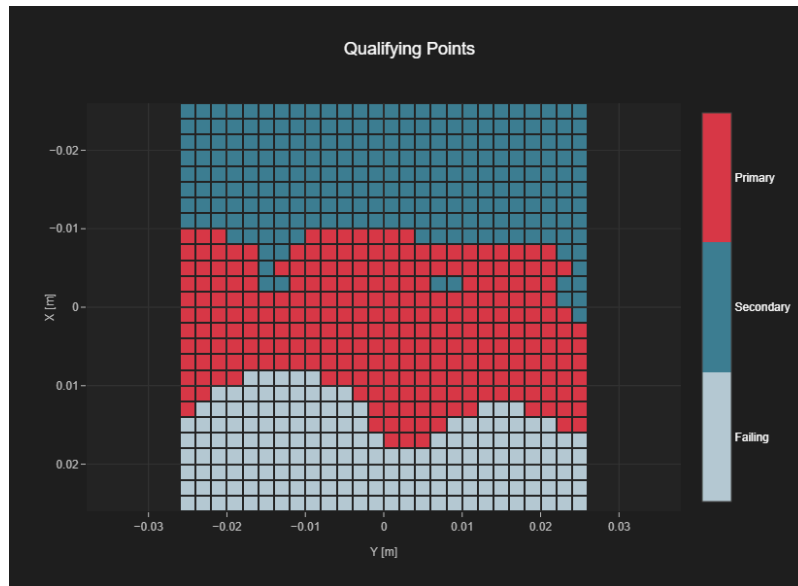 Qualifying Points
−0.02
−0.01
0
0.01
0.02
X [m]
−0.03
−0.02
−0.01
0
0.01
0.02
0.03
Y [m]
Primary
Secondary
Failing